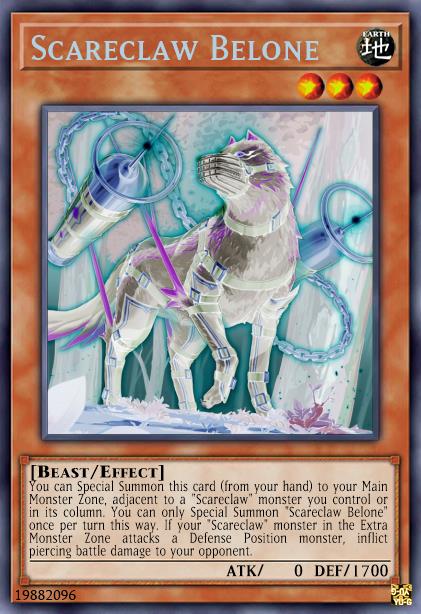 SCARECLAW BELONE
EARTH
地
[BEAST/EFFECT]
You can Special Summon this card (from your hand) to your Main
Monster Zone, adjacent to a "Scareclaw" monster you control or
in its column. You can only Special Summon "Scareclaw Belone"
once per turn this way. If your "Scareclaw" monster in the Extra
Monster Zone attacks a Defense Position monster, inflict
piercing battle damage to your opponent.
ATK/ 0 DEF/1700
19882096